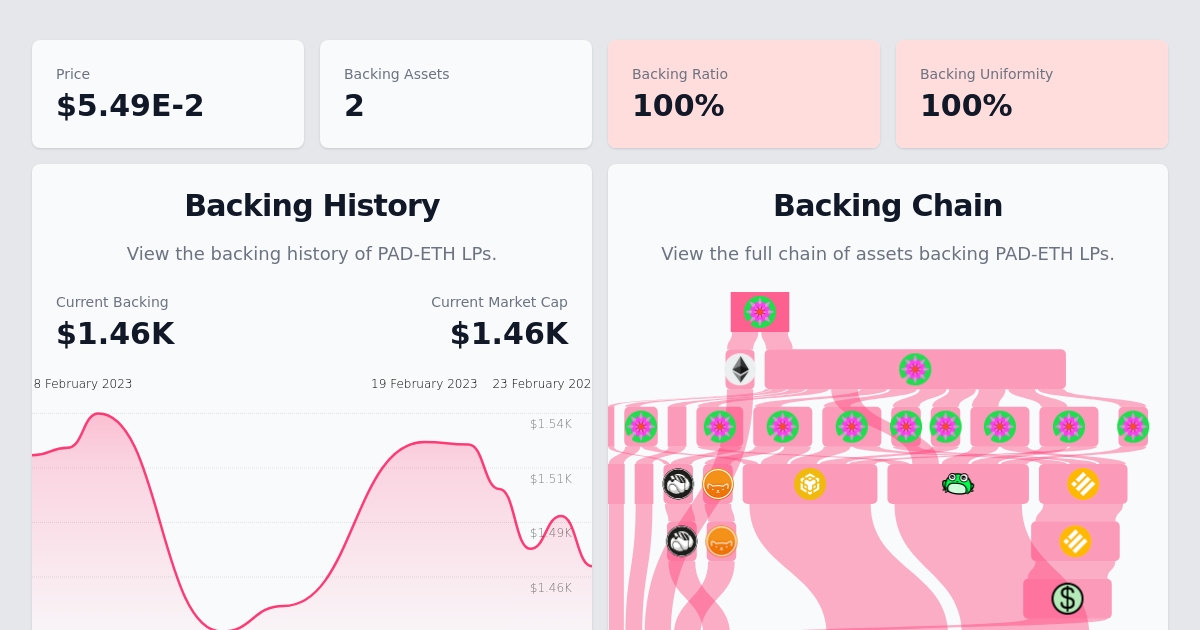 Price
$5.49E-2
Backing Assets
2
Backing Ratio
100%
Backing Uniformity
100%
Backing History
View the backing history of PAD-ETH LPs.
Current Backing
$1.46K
Current Market Cap
$1.46K
8 February 2023
19 February 2023
23 February 202
$1.54K
$1.51K
$1.49K
$1.46K
Backing Chain
View the full chain of assets backing PAD-ETH LPs.
$